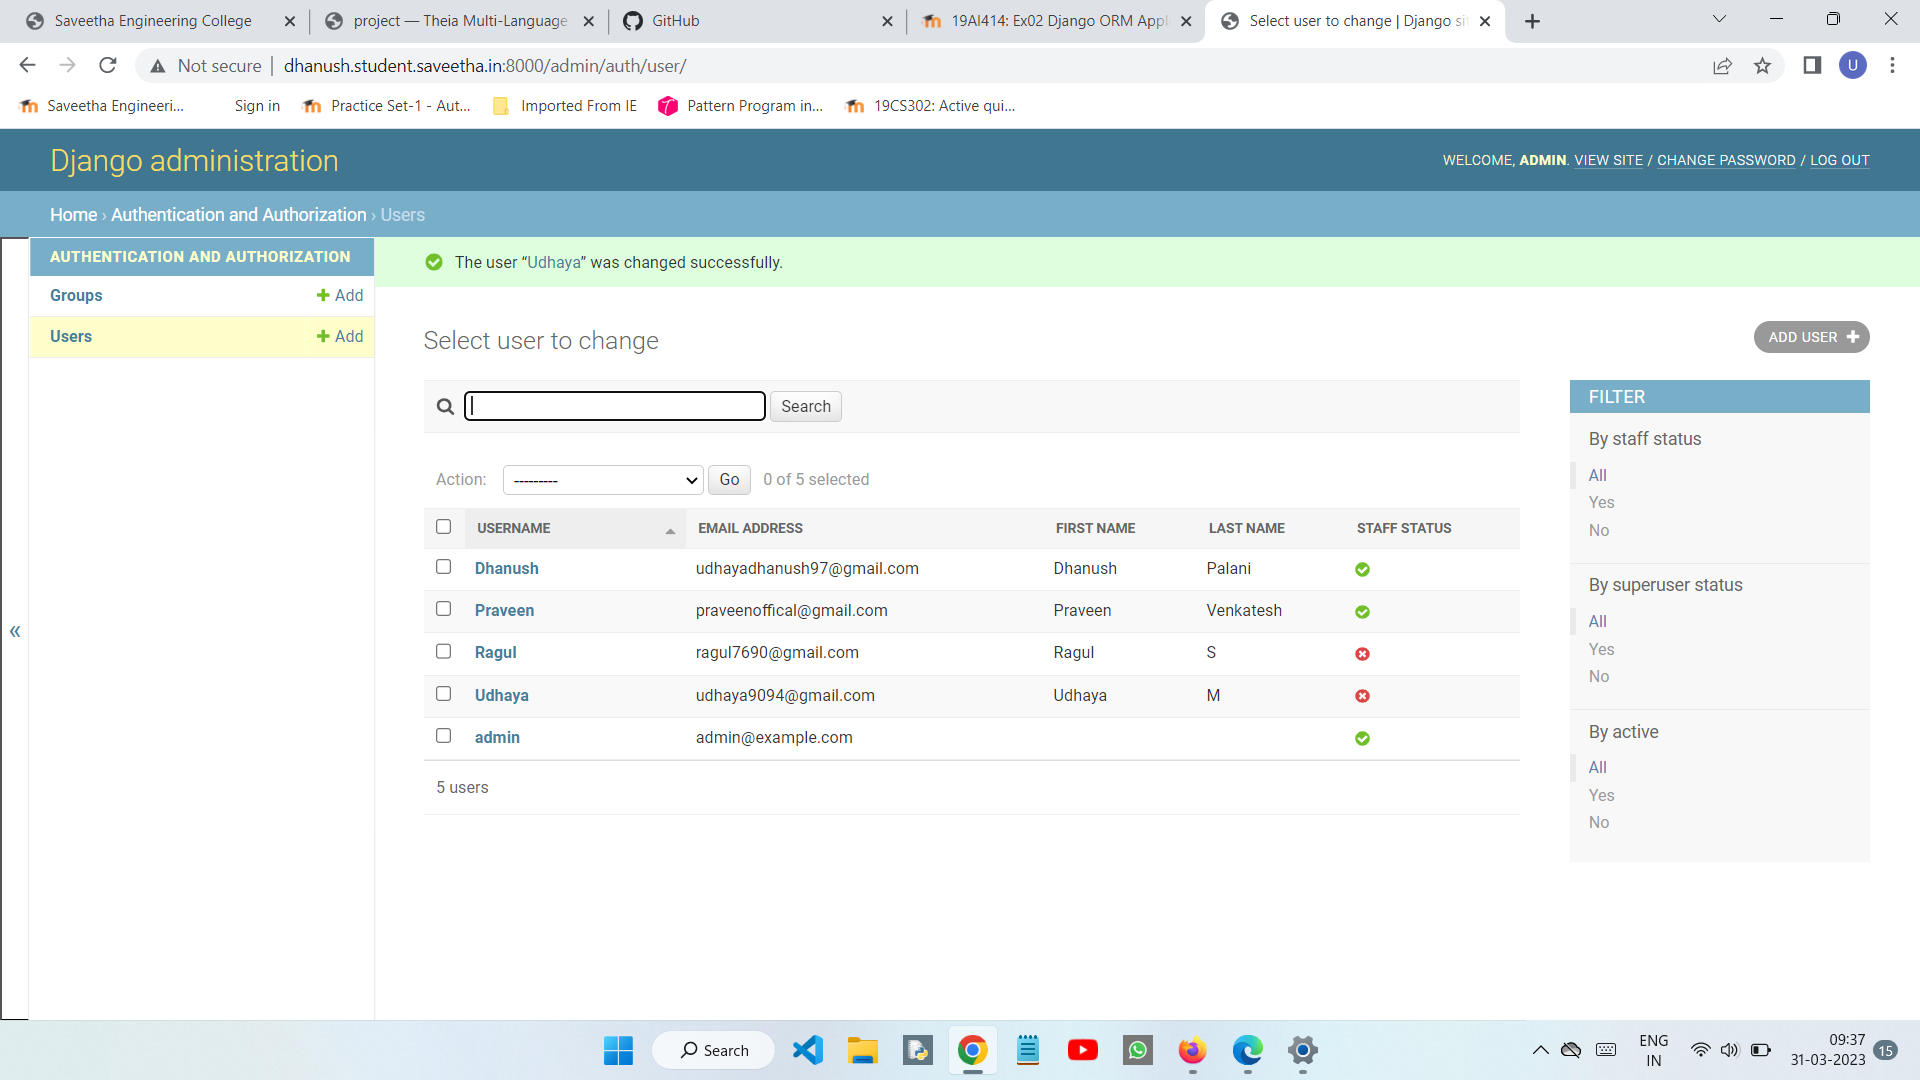 Saveetha Engineering College
project — Theia Multi-Language
GitHub
19AI414: Ex02 Django ORM Appl
Select user to change | Django si
Not secure
dhanush.student.saveetha.in:8000/admin/auth/user/
U
Saveetha Engineeri...
Sign in
Practice Set-1 - Aut...
Imported From IE
Pattern Program in...
19CS302: Active qui...
Django administration
WELCOME, ADMIN. VIEW SITE / CHANGE PASSWORD / LOG OUT
Home › Authentication and Authorization › Users
AUTHENTICATION AND AUTHORIZATION
Groups
+ Add
Users
+ Add
«
The user “Udhaya” was changed successfully.
Select user to change
ADD USER +
Search
Action:
---------
Go
0 of 5 selected
USERNAME EMAIL ADDRESS FIRST NAME LAST NAME STAFF STATUS
Dhanush udhayadhanush97@gmail.com Dhanush Palani
Praveen praveenoffical@gmail.com Praveen Venkatesh
Ragul ragul7690@gmail.com Ragul S
Udhaya udhaya9094@gmail.com Udhaya M
admin admin@example.com
5 users
FILTER
By staff status
All
Yes
No
By superuser status
All
Yes
No
By active
All
Yes
No
Search
ENG
IN
09:37
31-03-2023
15